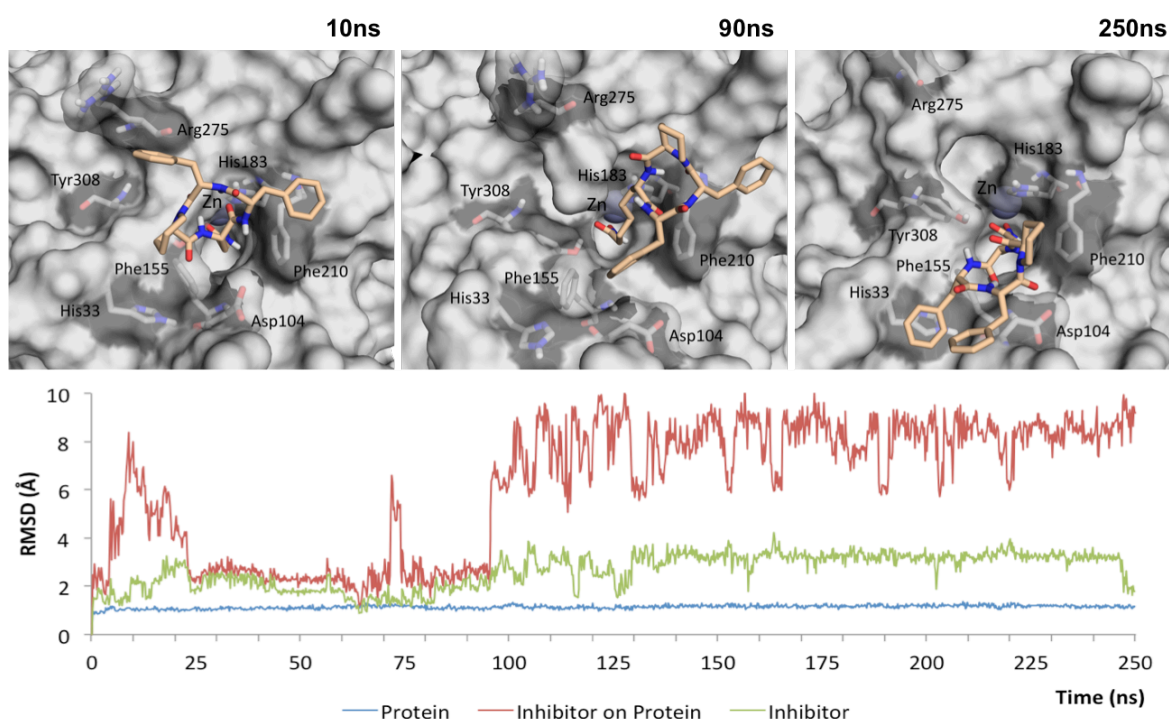 10ns
90ns
250ns
Arg275
His183
Tyr308
Zn
Phe155
Phe210
His33
Asp104
Arg275
His183
Tyr308
Zn
Phe155
Phe210
His33
Asp104
Arg275
His183
Zn
Tyr308
Phe155
Phe210
His33
Asp104
RMSD (Å)
10
8
6
4
2
0
0 25 50 75 100 125 150 175 200 225 250
Time (ns)
Protein Inhibitor on Protein Inhibitor